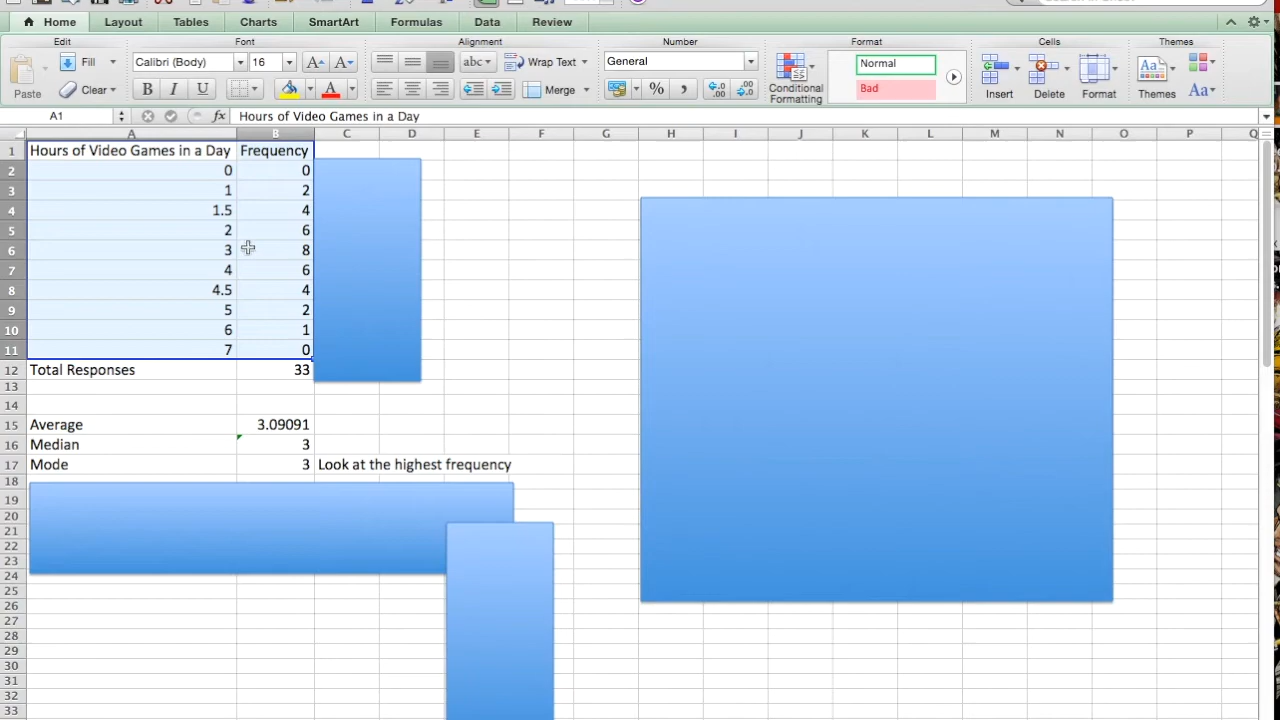 Home Layout Tables Charts SmartArt Formulas Data Review
Edit Font Alignment Number Format Cells Themes
Fill Calibri (Body) 16 A A abc Wrap Text General Normal
Paste Clear B I U A Merge % , .0 .00 .00 .0 Conditional Formatting Bad Insert Delete Format Themes Aa
A1 fx Hours of Video Games in a Day
A B C D E F G H I J K L M N O P Q
1 Hours of Video Games in a Day Frequency
2 0 0
3 1 2
4 1.5 4
5 2 6
6 3 8
7 4 6
8 4.5 4
9 5 2
10 6 1
11 7 0
12 Total Responses 33
13
14
15 Average 3.09091
16 Median 3
17 Mode 3 Look at the highest frequency
18
19
20
21
22
23
24
25
26
27
28
29
30
31
32
33